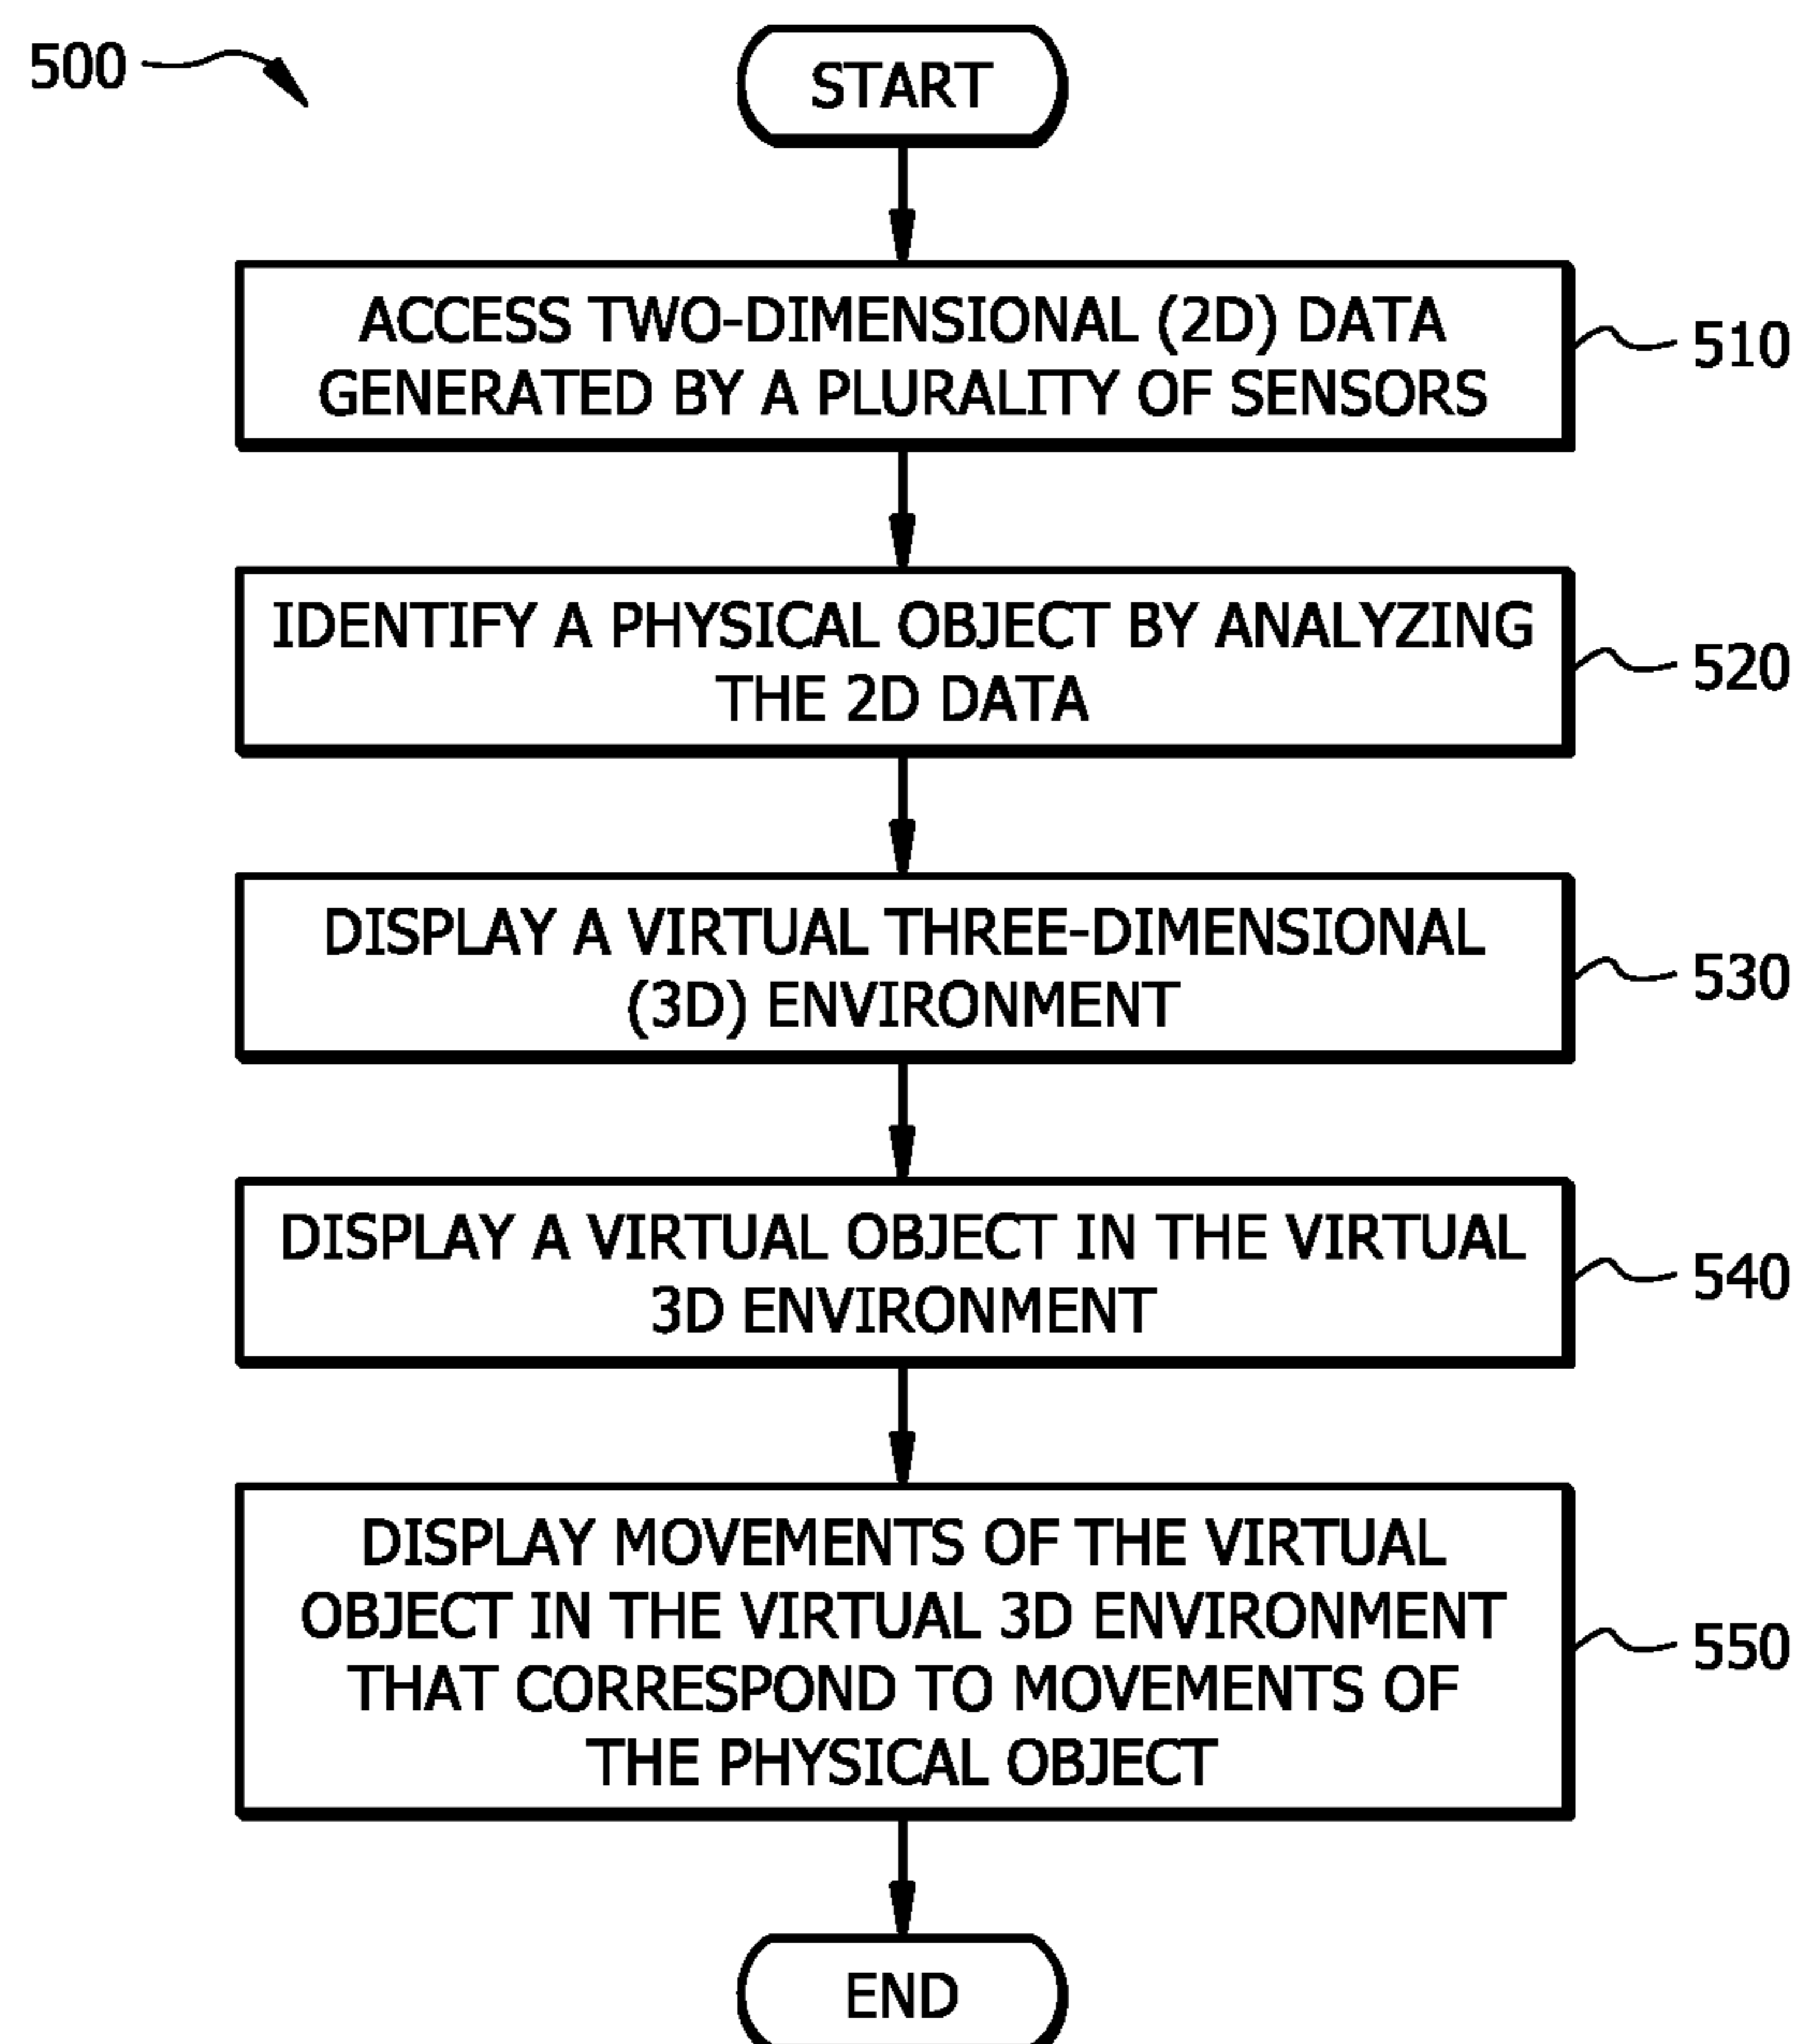 500
START
ACCESS TWO-DIMENSIONAL (2D) DATA
GENERATED BY A PLURALITY OF SENSORS
510
IDENTIFY A PHYSICAL OBJECT BY ANALYZING
THE 2D DATA
520
DISPLAY A VIRTUAL THREE-DIMENSIONAL
(3D) ENVIRONMENT
530
DISPLAY A VIRTUAL OBJECT IN THE VIRTUAL
3D ENVIRONMENT
540
DISPLAY MOVEMENTS OF THE VIRTUAL
OBJECT IN THE VIRTUAL 3D ENVIRONMENT
THAT CORRESPOND TO MOVEMENTS OF
THE PHYSICAL OBJECT
550
END